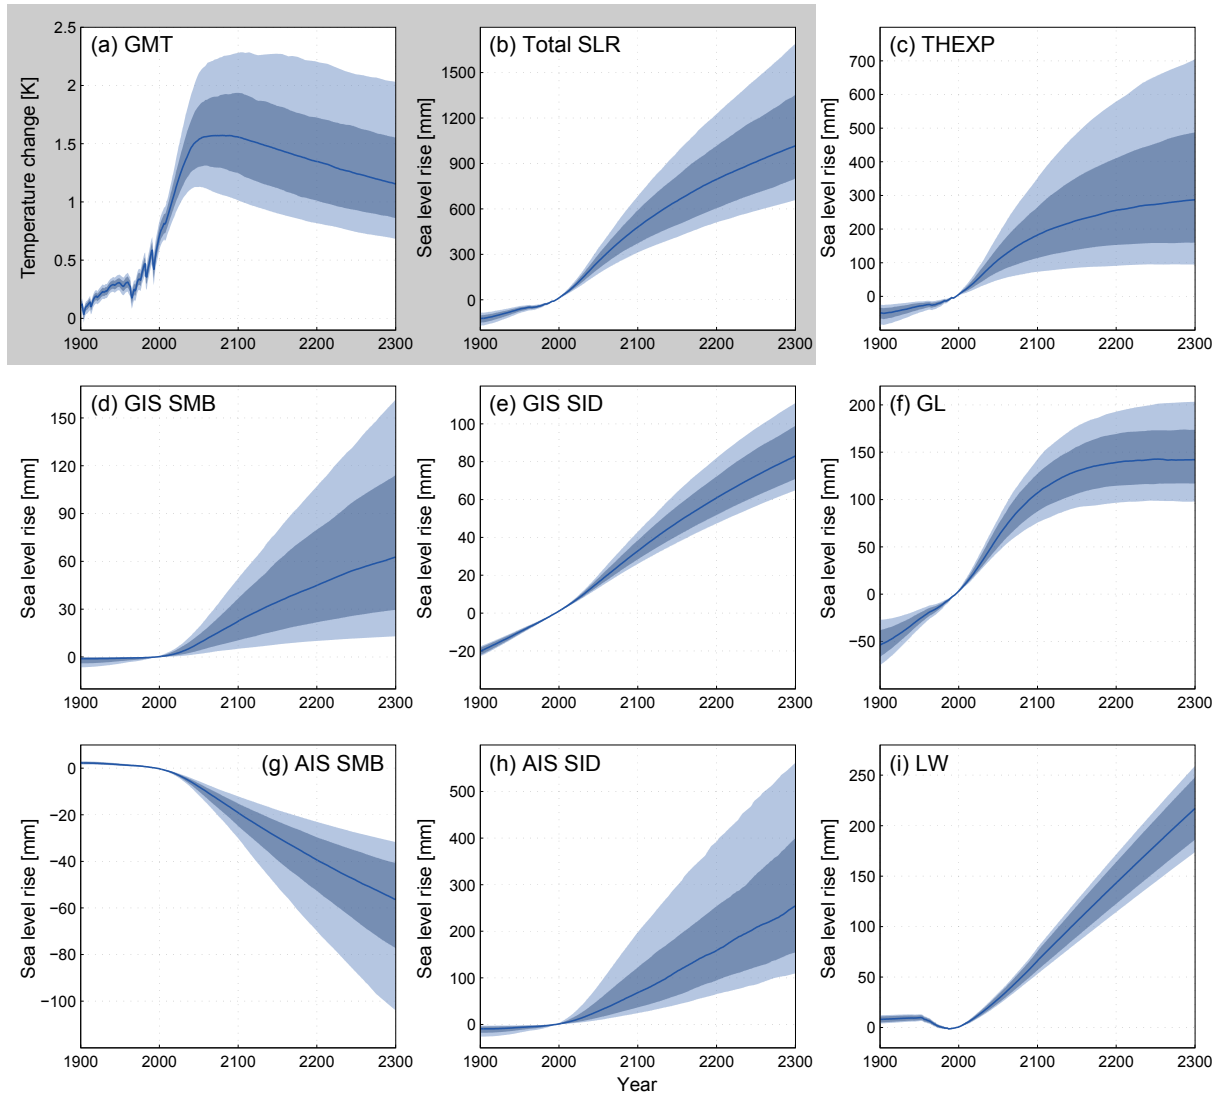 (a) GMT
Temperature change [K]
2.5
2
1.5
1
0.5
0
1900 2000 2100 2200 2300
(b) Total SLR
Sea level rise [mm]
1500
1200
900
600
300
0
1900 2000 2100 2200 2300
(c) THEXP
Sea level rise [mm]
700
600
500
400
300
200
100
0
−100
1900 2000 2100 2200 2300
(d) GIS SMB
Sea level rise [mm]
150
120
90
60
30
0
1900 2000 2100 2200 2300
(e) GIS SID
Sea level rise [mm]
100
80
60
40
20
0
−20
1900 2000 2100 2200 2300
(f) GL
Sea level rise [mm]
200
150
100
50
0
−50
1900 2000 2100 2200 2300
(g) AIS SMB
Sea level rise [mm]
0
−20
−40
−60
−80
−100
1900 2000 2100 2200 2300
(h) AIS SID
Sea level rise [mm]
500
400
300
200
100
0
1900 2000 2100 2200 2300
Year
(i) LW
Sea level rise [mm]
250
200
150
100
50
0
1900 2000 2100 2200 2300